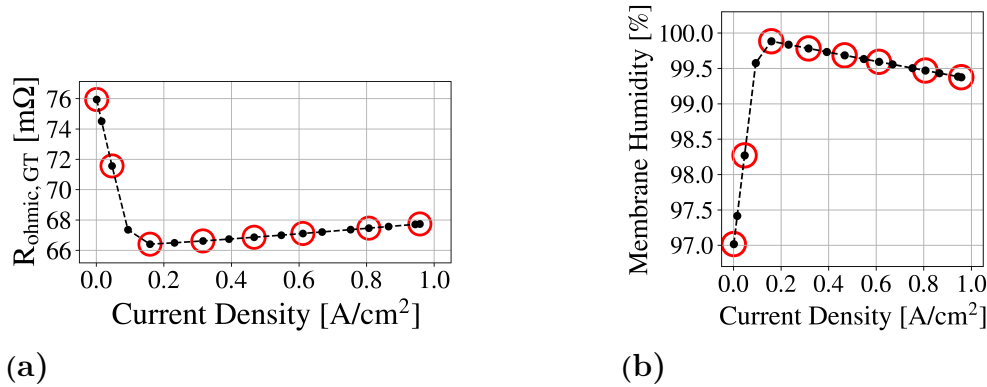 R_ohmic, GT [mΩ]
76
74
72
70
68
66
0.0 0.2 0.4 0.6 0.8 1.0
Current Density [A/cm²]
(a)
Membrane Humidity [%]
100.0
99.5
99.0
98.5
98.0
97.5
97.0
0.0 0.2 0.4 0.6 0.8 1.0
Current Density [A/cm²]
(b)